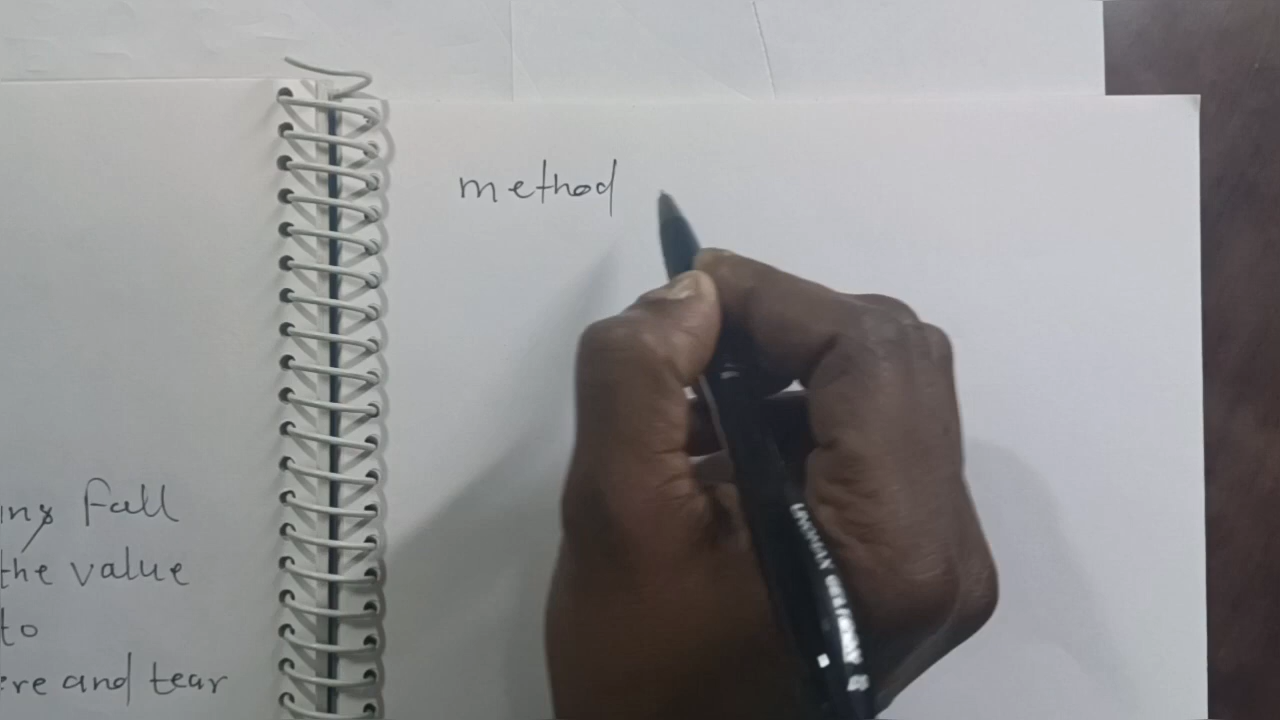 method
fall
the value
to
and tear